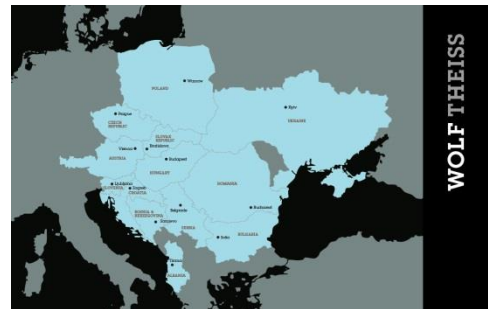 Warsaw
POLAND
Kyiv
UKRAINE
Prague
CZECH
REPUBLIC
SLOVAK
REPUBLIC
Vienna
Bratislava
AUSTRIA
Budapest
HUNGARY
Ljubljana
SLOVENIA
Zagreb
CROATIA
ROMANIA
BOSNIA &
HERZEGOVINA
Belgrade
Bucharest
Sarajevo
SERBIA
Sofia
BULGARIA
Tirana
ALBANIA
WOLF THEISS